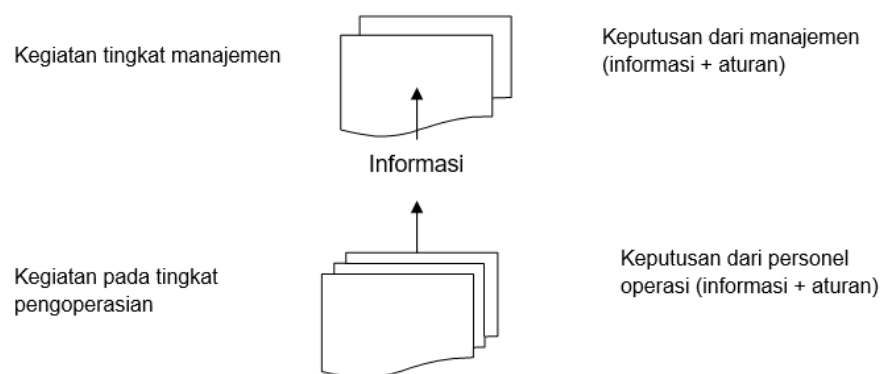 Kegiatan tingkat manajemen
Keputusan dari manajemen
(informasi + aturan)
Informasi
Kegiatan pada tingkat
pengoperasian
Keputusan dari personel
operasi (informasi + aturan)